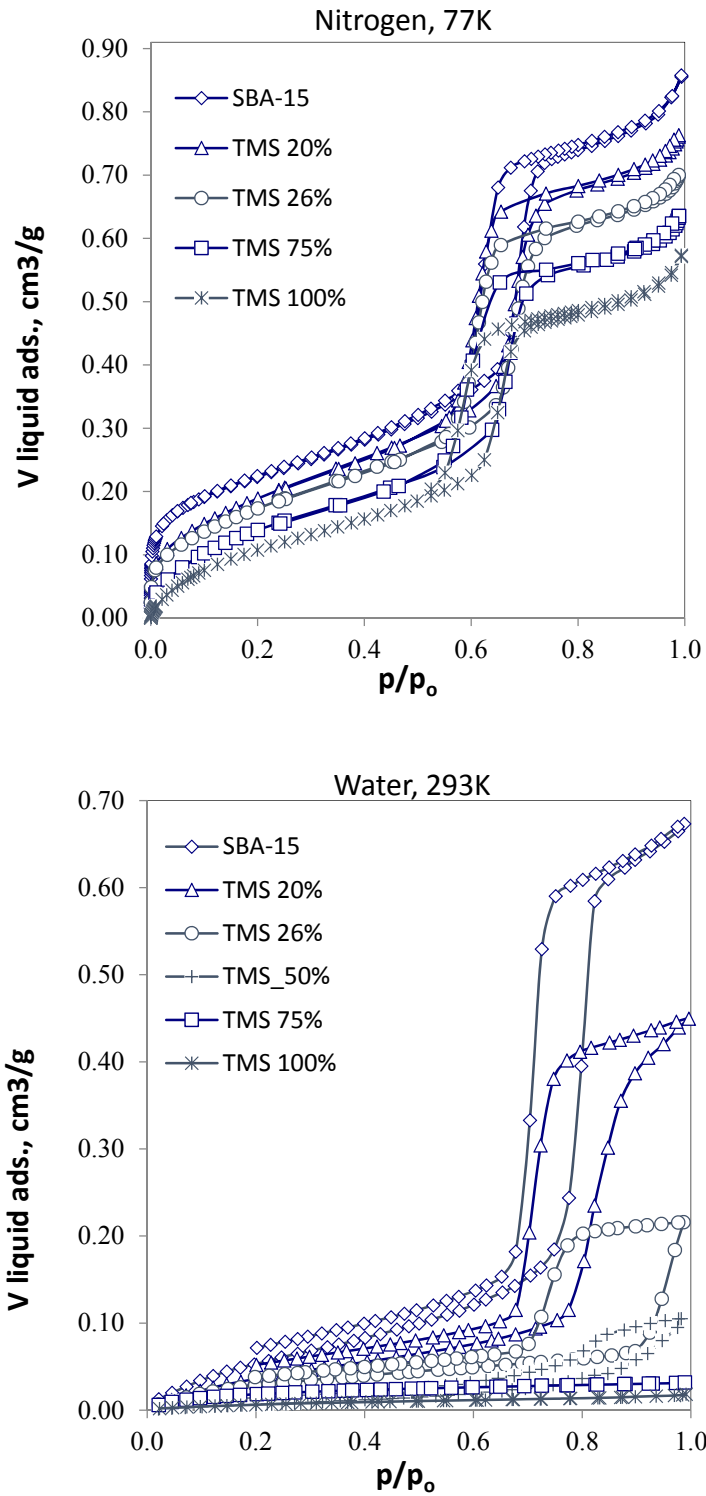 Nitrogen, 77K
0.90
0.80
0.70
0.60
0.50
0.40
0.30
0.20
0.10
0.00
V liquid ads., cm3/g
SBA-15
TMS 20%
TMS 26%
TMS 75%
TMS 100%
0.0 0.2 0.4 0.6 0.8 1.0
p/po
Water, 293K
0.70
0.60
0.50
0.40
0.30
0.20
0.10
0.00
V liquid ads., cm3/g
SBA-15
TMS 20%
TMS 26%
TMS_50%
TMS 75%
TMS 100%
0.0 0.2 0.4 0.6 0.8 1.0
p/po